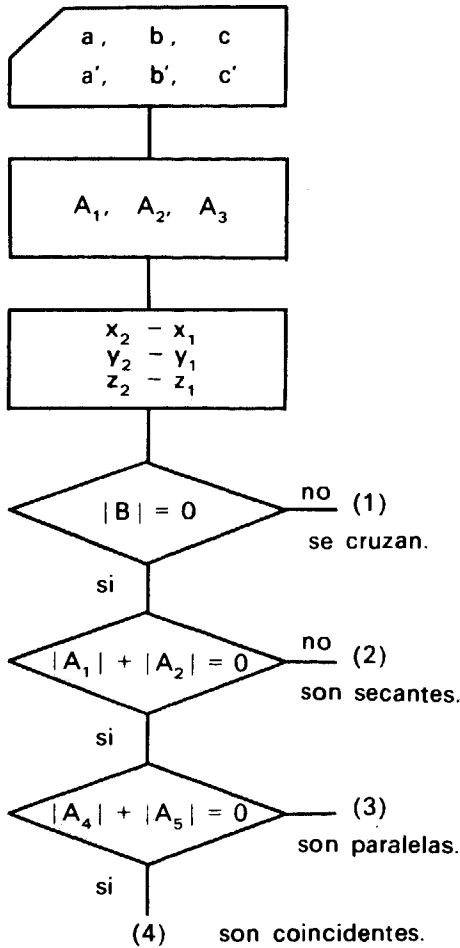 a, b, c
a', b', c'
A₁, A₂, A₃
x₂ - x₁
y₂ - y₁
z₂ - z₁
|B| = 0
no (1)
se cruzan.
si
|A₁| + |A₂| = 0
no (2)
son secantes.
si
|A₄| + |A₅| = 0
(3)
son paralelas.
si
(4) son coincidentes.